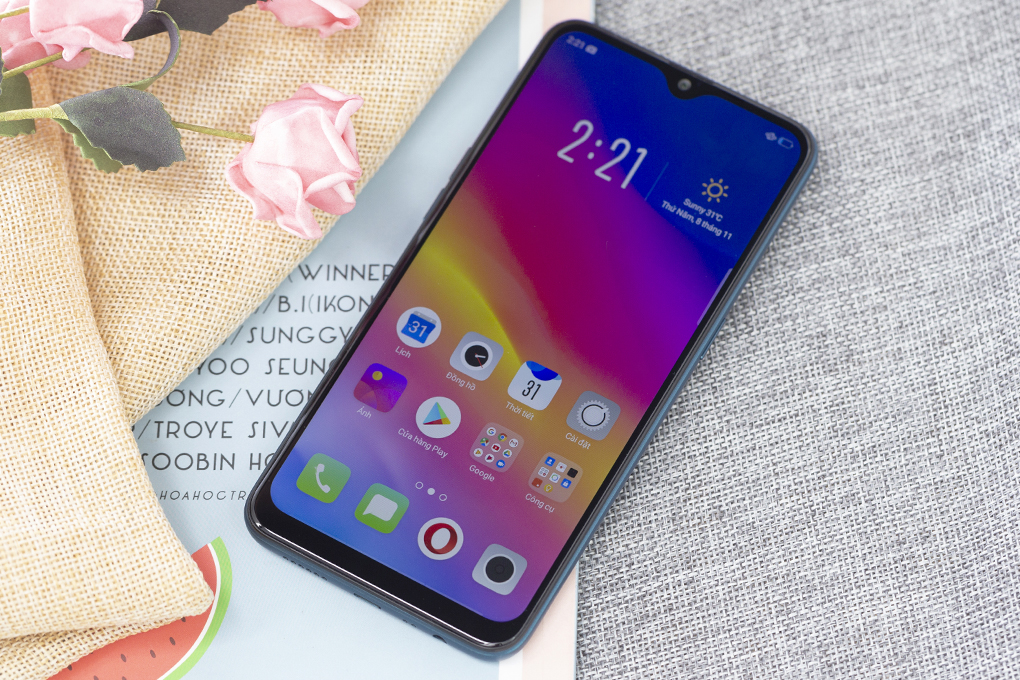 2:21
2:21
Sunny 31°C
Thứ Năm, 8 tháng 11
31
Lịch
Đồng hồ
31
Thời tiết
Cài đặt
Ảnh
Cửa hàng Play
Google
Công cụ
(WINNER
/B.I(IKON
/SUNGGY
YOO SEUNG
ONG/VUON
/TROYE SIV
SOOBIN HO
HOAHOCTR